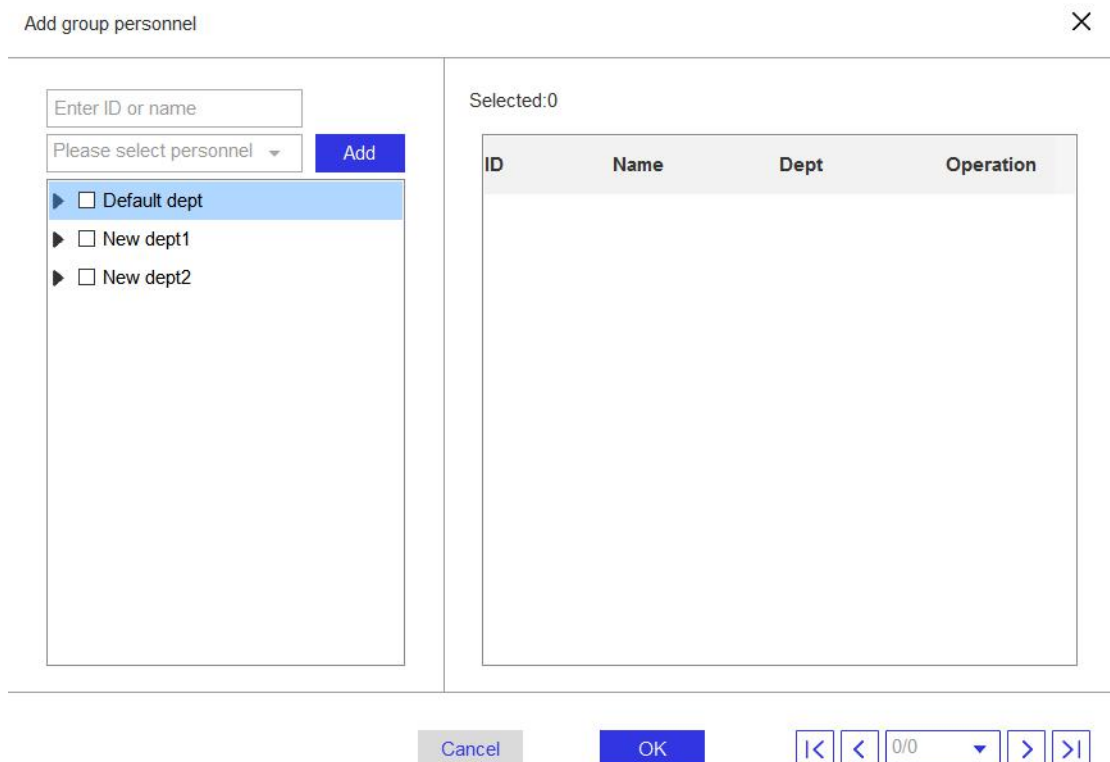 Add group personnel
Enter ID or name
Please select personnel
Add
Default dept
New dept1
New dept2
Selected:0
ID Name Dept Operation
Cancel OK 0/0